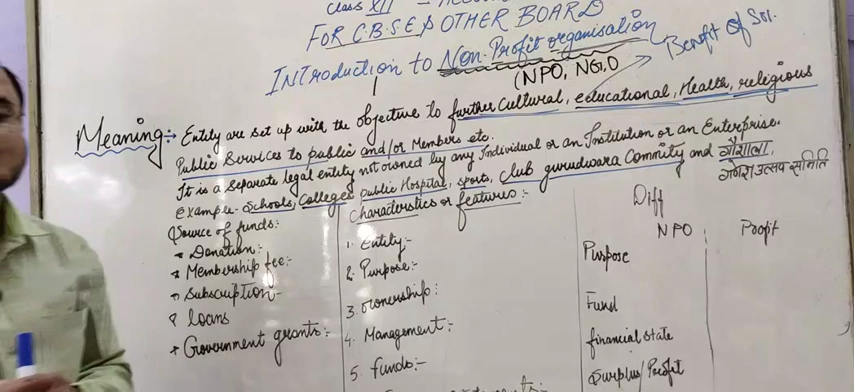 Class XII -
FOR C.B.S.E & OTHER BOARD
INTroduction to Non-Profit organisation
Benefit of Soi.
(NPO, NGO
Meaning:- Entity are set up with the objective to further Cultural, educational, Health, religious
Public Services to public and/or Members etc.
It is a separate legal entity not owned by any Individual or an Institution or an Enterprise.
Example- Schools, Colleges, public Hospital, sports, Club gurudwara Commity and गौशाला,
गणेश उत्सव समिति
Source of funds:-
Donation:-
Membership fee:-
Subscription-
loans
Government grants:-
Characteristics or features:-
1. Entity:-
2. Purpose:-
3. ownership:
4. Management:-
5. funds:-
Diff
NPO Profit
Purpose
Fund
financial state
Surplus/Profit